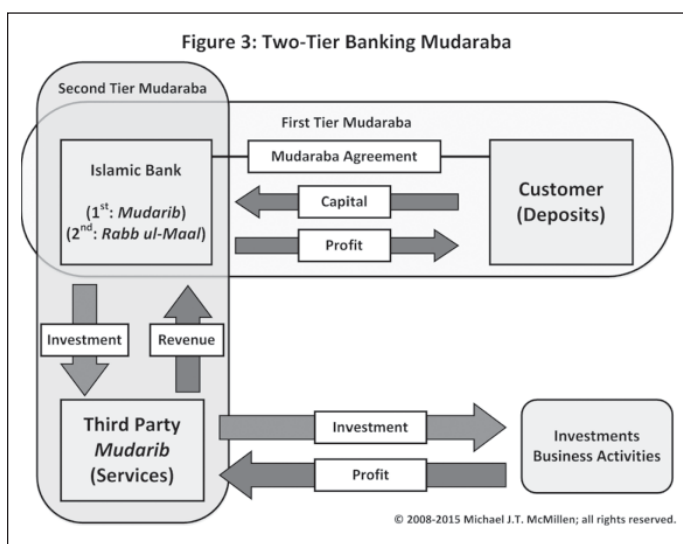 Figure 3: Two-Tier Banking Mudaraba
Second Tier Mudaraba
First Tier Mudaraba
Islamic Bank
(1st: Mudarib)
(2nd: Rabb ul-Maal)
Mudaraba Agreement
Capital
Profit
Customer
(Deposits)
Investment
Revenue
Third Party
Mudarib
(Services)
Investment
Profit
Investments
Business Activities
© 2008-2015 Michael J.T. McMillen; all rights reserved.